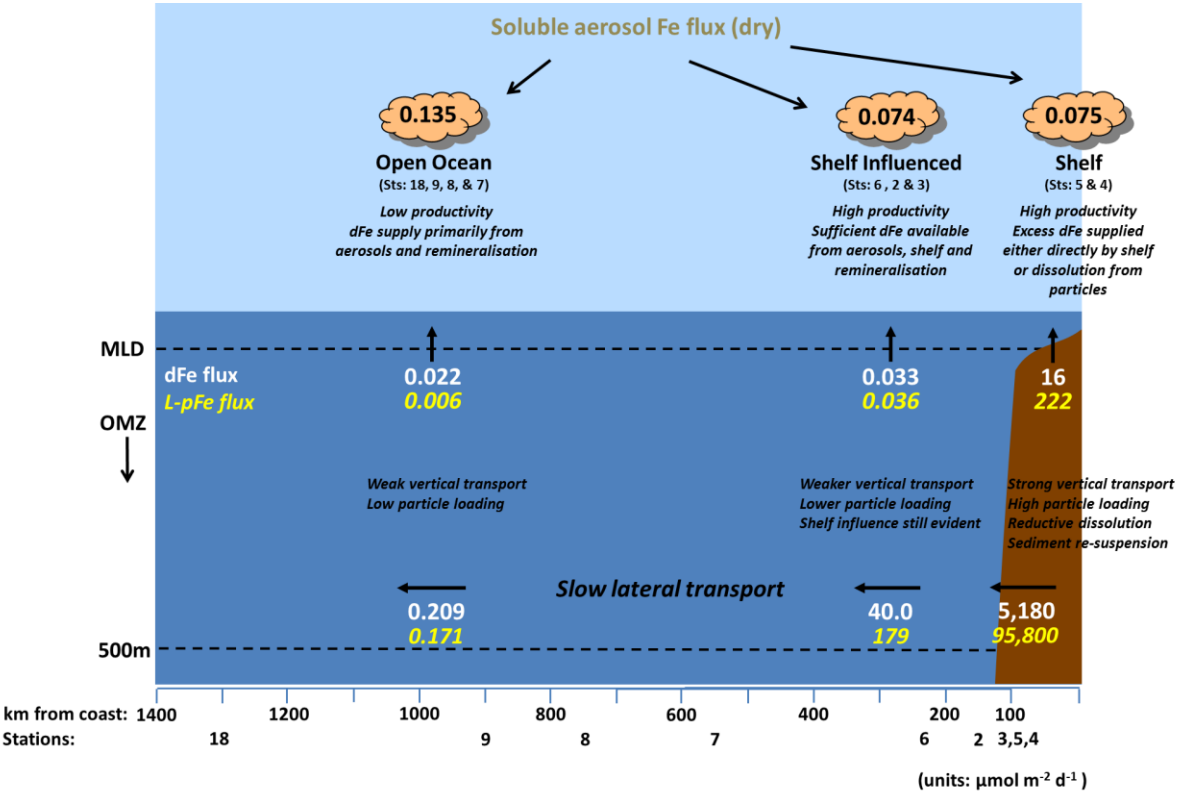 Soluble aerosol Fe flux (dry)
0.135
Open Ocean
(Sts: 18, 9, 8, & 7)
Low productivity
dFe supply primarily from
aerosols and remineralisation
0.074
Shelf Influenced
(Sts: 6 , 2 & 3)
High productivity
Sufficient dFe available
from aerosols, shelf and
remineralisation
0.075
Shelf
(Sts: 5 & 4)
High productivity
Excess dFe supplied
either directly by shelf
or dissolution from
particles
MLD
dFe flux
L-pFe flux
0.022
0.006
0.033
0.036
16
222
OMZ
Weak vertical transport
Low particle loading
Weaker vertical transport
Lower particle loading
Shelf influence still evident
Strong vertical transport
High particle loading
Reductive dissolution
Sediment re-suspension
Slow lateral transport
0.209
0.171
40.0
179
5,180
95,800
500m
km from coast: 1400 1200 1000 800 600 400 200 100
Stations: 18 9 8 7 6 2 3,5,4
(units: µmol m⁻² d⁻¹ )